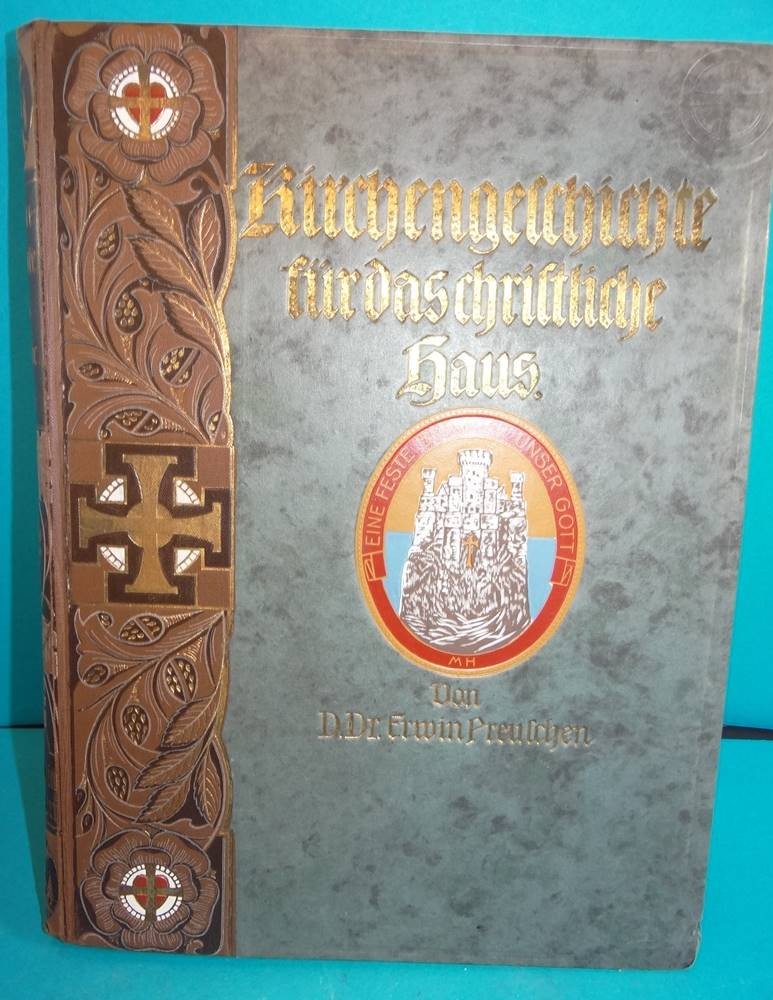 Kirchengeschichte
für das christliche
Haus.
EINE FESTE UNSER GOTT
MH
Von
D. Dr. Erwin Preuschen